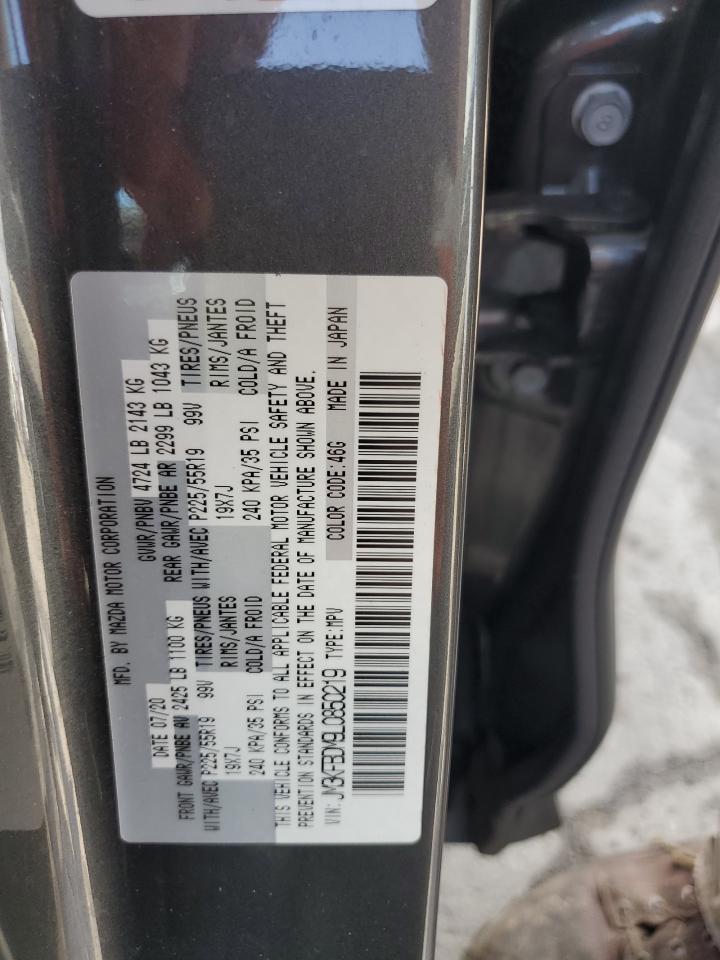 MFD. BY MAZDA MOTOR CORPORATION
DATE 07/20 GVWR/PNBV 4724 LB 2143 KG
FRONT GAWR/PNBE AV 2425 LB 1100 KG REAR GAWR/PNBE AR 2299 LB 1043 KG
WITH/AVEC P225/55R19 99V TIRES/PNEUS WITH/AVEC P225/55R19 99V TIRES/PNEUS
19X7J RIMS/JANTES 19X7J RIMS/JANTES
240 KPA/35 PSI COLD/A FROID 240 KPA/35 PSI COLD/A FROID
THIS VEHICLE CONFORMS TO ALL APPLICABLE FEDERAL MOTOR VEHICLE SAFETY AND THEFT
PREVENTION STANDARDS IN EFFECT ON THE DATE OF MANUFACTURE SHOWN ABOVE.
VIN: JM3KFBDM9L0850219 TYPE:MPV COLOR CODE:46G MADE IN JAPAN
8